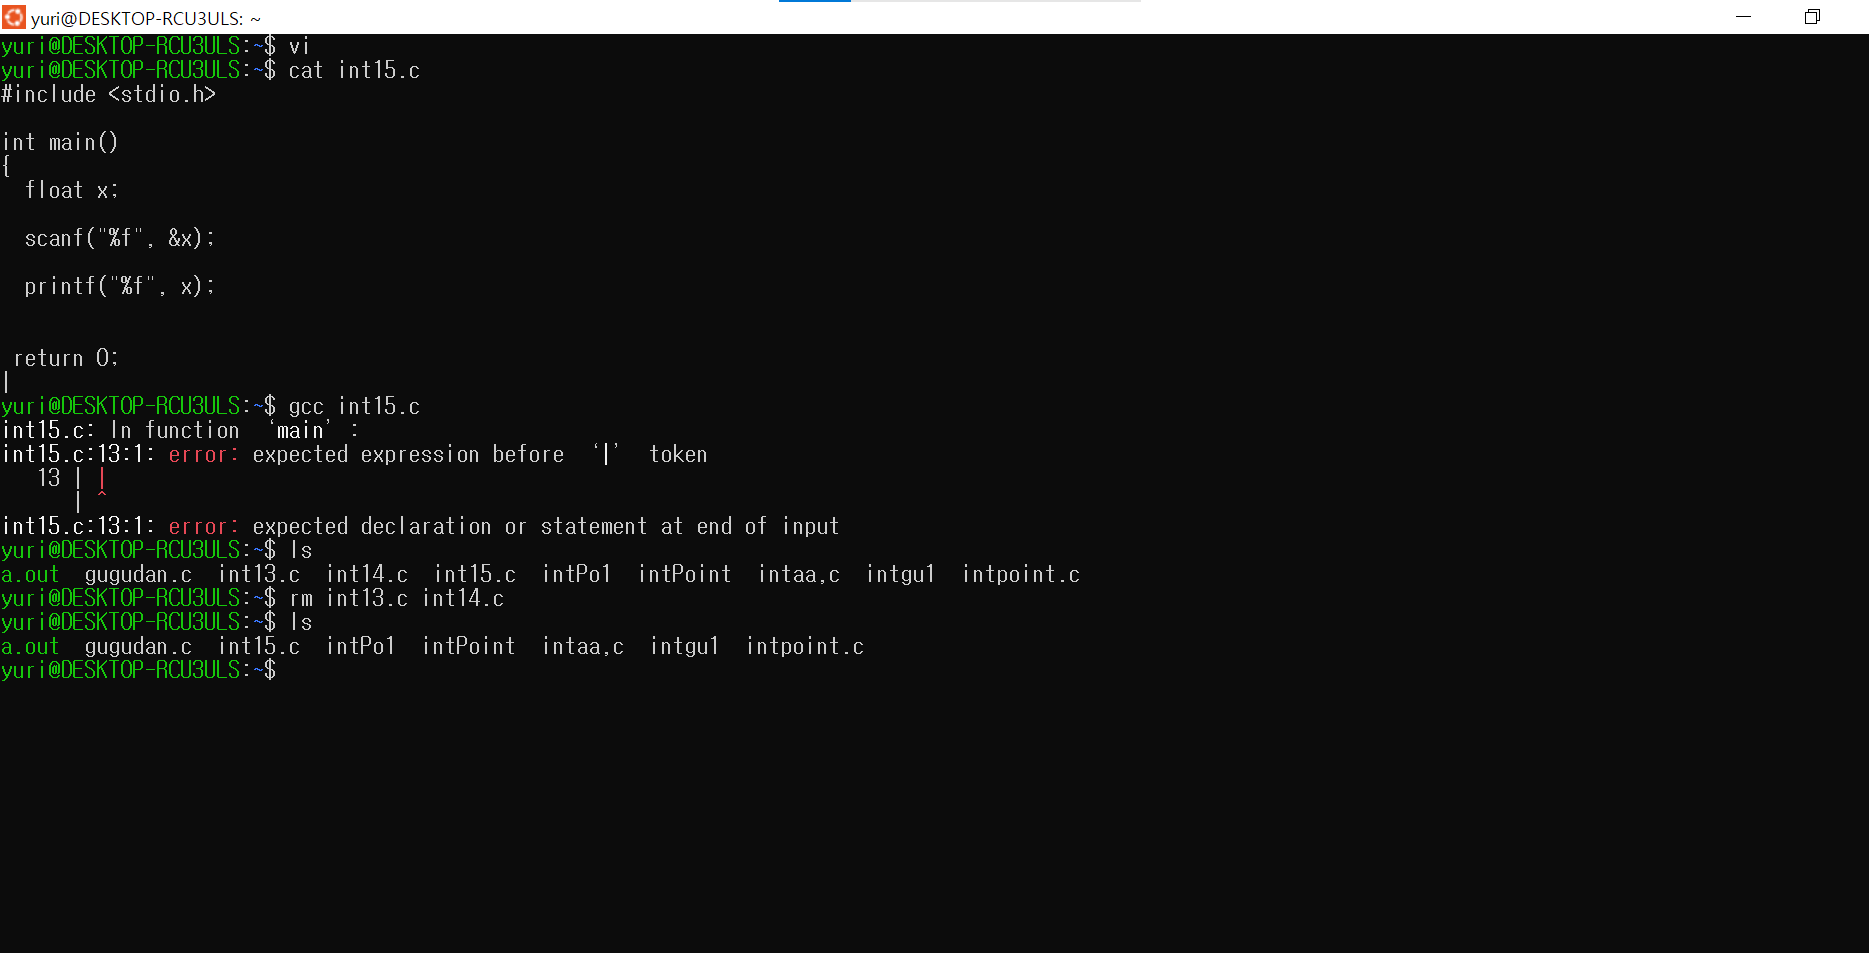 yuri@DESKTOP-RCU3ULS: ~
yuri@DESKTOP-RCU3ULS:~$ vi
yuri@DESKTOP-RCU3ULS:~$ cat int15.c
#include <stdio.h>
int main()
{
  float x;
  scanf("%f", &x);
  printf("%f", x);
 return 0;
|
yuri@DESKTOP-RCU3ULS:~$ gcc int15.c
int15.c: In function ‘main’:
int15.c:13:1: error: expected expression before ‘|’ token
   13 | |
      | ^
int15.c:13:1: error: expected declaration or statement at end of input
yuri@DESKTOP-RCU3ULS:~$ ls
a.out  gugudan.c  int13.c  int14.c  int15.c  intPo1  intPoint  intaa,c  intgu1  intpoint.c
yuri@DESKTOP-RCU3ULS:~$ rm int13.c int14.c
yuri@DESKTOP-RCU3ULS:~$ ls
a.out  gugudan.c  int15.c  intPo1  intPoint  intaa,c  intgu1  intpoint.c
yuri@DESKTOP-RCU3ULS:~$